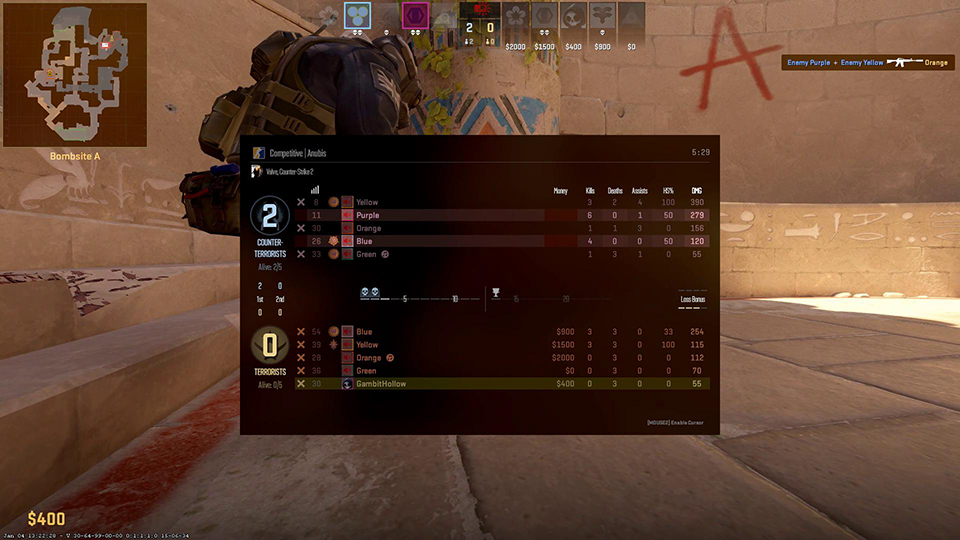 2 0
2 0
$2000 $1500 $400 $900 $0
A
Enemy Purple + Enemy Yellow Orange
Bombsite A
Competitive | Anubis 5:29
Valve, Counter-Strike 2
Money Kills Deaths Assists HS% DMG
2
COUNTER-
TERRORISTS
Alive: 2/5
8 Yellow 3 2 4 100 390
11 Purple 6 0 1 50 279
30 Orange 1 1 3 0 156
26 Blue 4 0 0 50 120
33 Green 1 3 1 0 55
2 0
1st 2nd
0 0
5 10 15 20
Loss Bonus
0
TERRORISTS
Alive: 0/5
54 Blue $900 3 3 0 33 254
39 Yellow $1500 3 3 0 100 115
26 Orange $2000 0 3 0 0 112
36 Green $0 0 3 0 0 70
30 GambitHollow $400 0 3 0 0 55
[MOUSE2] Enable Cursor
$400